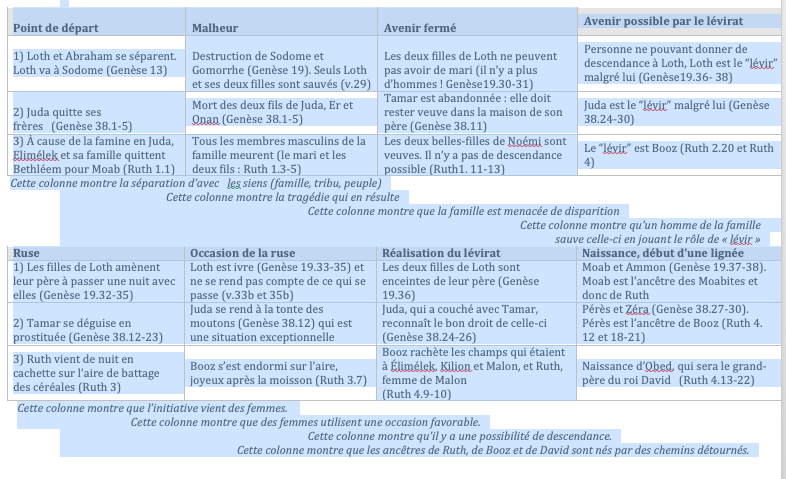 Point de départ
Malheur
Avenir fermé
Avenir possible par le lévirat
1) Loth et Abraham se séparent.
Loth va à Sodome (Genèse 13)
Destruction de Sodome et
Gomorrhe (Genèse 19). Seuls Loth
et ses deux filles sont sauvés (v.29)
Les deux filles de Loth ne peuvent
pas avoir de mari (il n'y a plus
d'hommes ! Genèse19.30-31)
Personne ne pouvant donner de
descendance à Loth, Loth est le "lévir"
malgré lui (Genèse19.36- 38)
2) Juda quitte ses
frères (Genèse 38.1-5)
Mort des deux fils de Juda, Er et
Onan (Genèse 38.1-5)
Tamar est abandonnée : elle doit
rester veuve dans la maison de son
père (Genèse 38.11)
Juda est le "lévir" malgré lui (Genèse
38.24-30)
3) À cause de la famine en Juda,
Elimélek et sa famille quittent
Bethléem pour Moab (Ruth 1.1)
Tous les membres masculins de la
famille meurent (le mari et les
deux fils : Ruth 1.3-5)
Les deux belles-filles de Noémi sont
veuves. Il n'y a pas de descendance
possible (Ruth1. 11-13)
Le "lévir" est Booz (Ruth 2.20 et Ruth
4)
Cette colonne montre la séparation d'avec les siens (famille, tribu, peuple)
Cette colonne montre la tragédie qui en résulte
Cette colonne montre que la famille est menacée de disparition
Cette colonne montre qu'un homme de la famille
sauve celle-ci en jouant le rôle de « lévir »
Ruse
Occasion de la ruse
Réalisation du lévirat
Naissance, début d'une lignée
1) Les filles de Loth amènent
leur père à passer une nuit avec
elles (Genèse 19.32-35)
Loth est ivre (Genèse 19.33-35) et
ne se rend pas compte de ce qui se
passe (v.33b et 35b)
Les deux filles de Loth sont
enceintes de leur père (Genèse
19.36)
Moab et Ammon (Genèse 19.37-38).
Moab est l'ancêtre des Moabites et
donc de Ruth
2) Tamar se déguise en
prostituée (Genèse 38.12-23)
Juda se rend à la tonte des
moutons (Genèse 38.12) qui est
une situation exceptionnelle
Juda, qui a couché avec Tamar,
reconnaît le bon droit de celle-ci
(Genèse 38.24-26)
Pérès et Zéra (Genèse 38.27-30).
Pérès est l'ancêtre de Booz (Ruth 4.
12 et 18-21)
3) Ruth vient de nuit en
cachette sur l'aire de battage
des céréales (Ruth 3)
Booz s'est endormi sur l'aire,
joyeux après la moisson (Ruth 3.7)
Booz rachète les champs qui étaient
à Élimélek, Kilion et Malon, et Ruth,
femme de Malon
(Ruth 4.9-10)
Naissance d'Obed, qui sera le grand-
père du roi David (Ruth 4.13-22)
Cette colonne montre que l'initiative vient des femmes.
Cette colonne montre que des femmes utilisent une occasion favorable.
Cette colonne montre qu'il y a une possibilité de descendance.
Cette colonne montre que les ancêtres de Ruth, de Booz et de David sont nés par des chemins détournés.